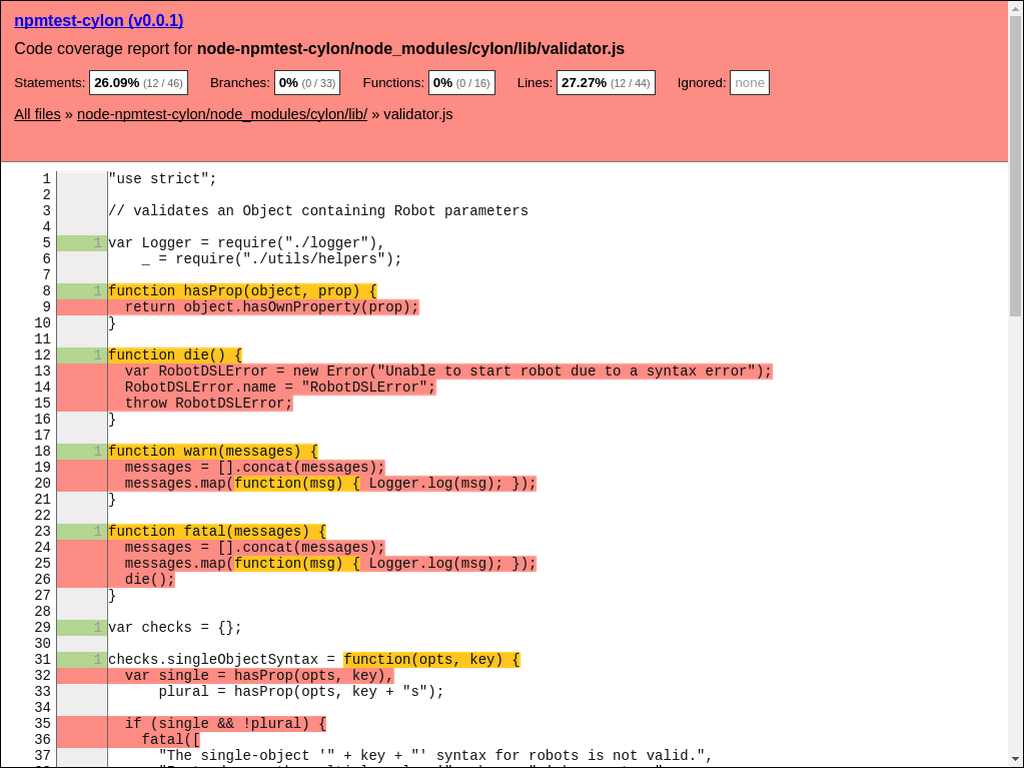 npmtest-cylon (v0.0.1)
Code coverage report for node-npmtest-cylon/node_modules/cylon/lib/validator.js
Statements: 26.09% (12 / 46) Branches: 0% (0 / 33) Functions: 0% (0 / 16) Lines: 27.27% (12 / 44) Ignored: none
All files » node-npmtest-cylon/node_modules/cylon/lib/ » validator.js
1 "use strict";
2
3 // validates an Object containing Robot parameters
4
5 1 var Logger = require("./logger"),
6 _ = require("./utils/helpers");
7
8 1 function hasProp(object, prop) {
9 return object.hasOwnProperty(prop);
10 }
11
12 1 function die() {
13 var RobotDSLError = new Error("Unable to start robot due to a syntax error");
14 RobotDSLError.name = "RobotDSLError";
15 throw RobotDSLError;
16 }
17
18 1 function warn(messages) {
19 messages = [].concat(messages);
20 messages.map(function(msg) { Logger.log(msg); });
21 }
22
23 1 function fatal(messages) {
24 messages = [].concat(messages);
25 messages.map(function(msg) { Logger.log(msg); });
26 die();
27 }
28
29 1 var checks = {};
30
31 1 checks.singleObjectSyntax = function(opts, key) {
32 var single = hasProp(opts, key),
33 plural = hasProp(opts, key + "s");
34
35 if (single && !plural) {
36 fatal([
37 "The single-object '" + key + "' syntax for robots is not valid.",